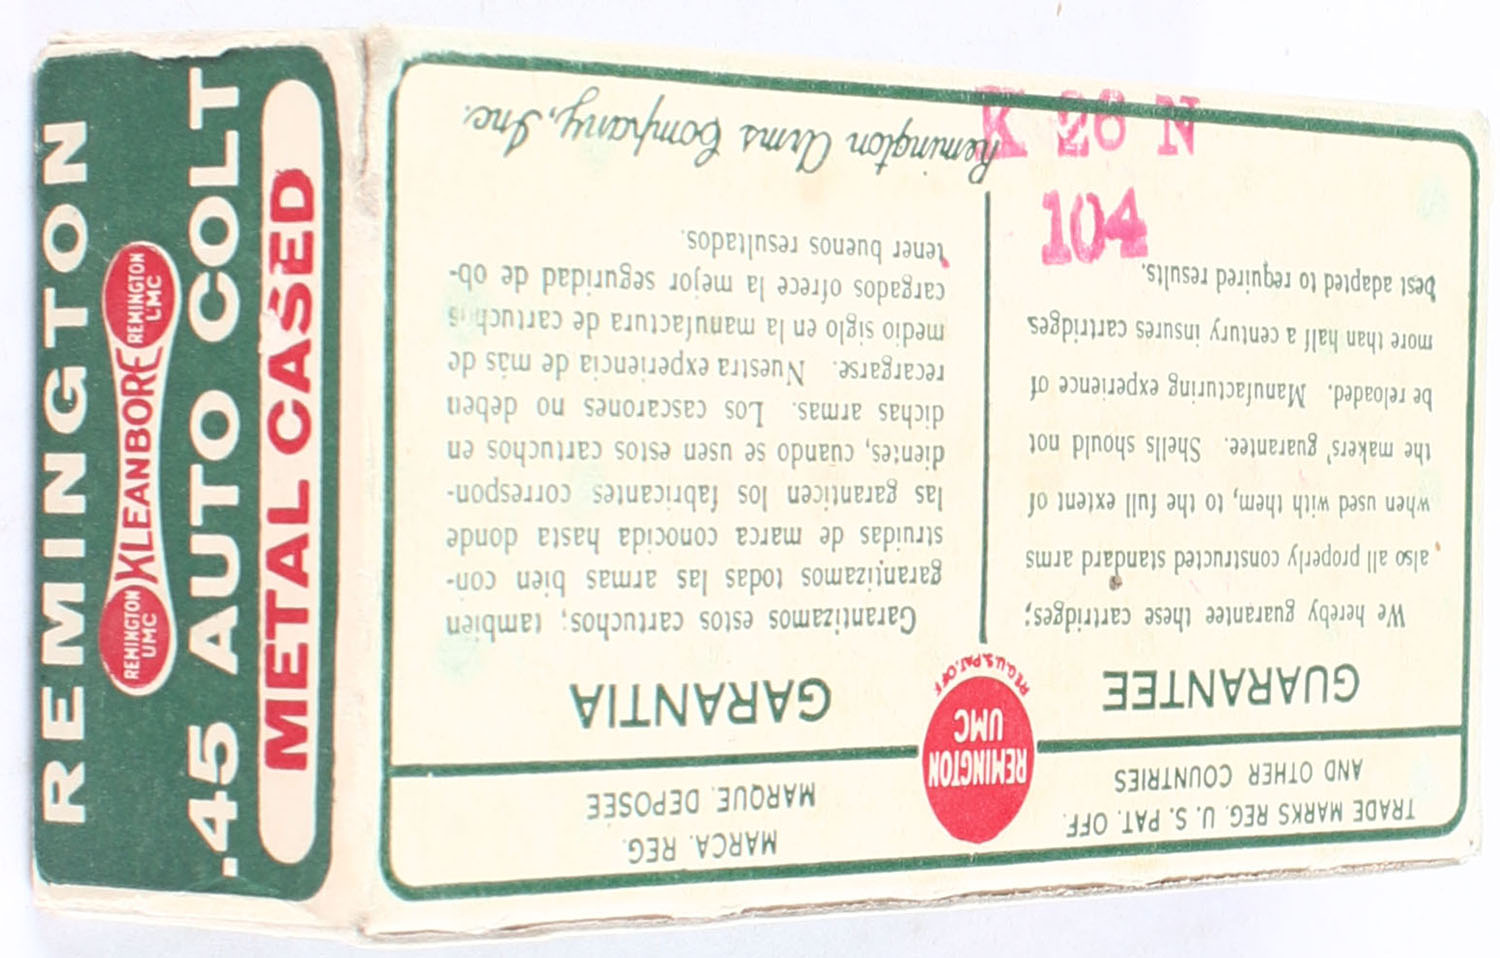 REMINGTON
REMINGTON
UMC
KLEANBORE
REMINGTON
UMC
.45 AUTO COLT
METAL CASED
TRADE MARKS REG. U. S. PAT. OFF.
AND OTHER COUNTRIES
REMINGTON
UMC
REG. U.S. PAT. OFF.
MARCA. REG.
MARQUE. DEPOSEE
GUARANTEE
We hereby guarantee these cartridges;
also all properly constructed standard arms
when used with them, to the full extent of
the makers' guarantee. Shells should not
be reloaded. Manufacturing experience of
more than half a century insures cartridges
best adapted to required results.
GARANTIA
Garantizamos estos cartuchos; tambien
garantizamos todas las armas bien con-
struidas de marca conocida hasta donde
las garanticen los fabricantes correspon-
dientes, cuando se usen estos cartuchos en
dichas armas. Los cascarones no deben
recargarse. Nuestra experiencia de màs de
medio siglo en la manufactura de cartuchos
cargados ofrece la mejor seguridad de ob-
tener buenos resultados.
Remington Arms Company, Inc.
K 26 N
104